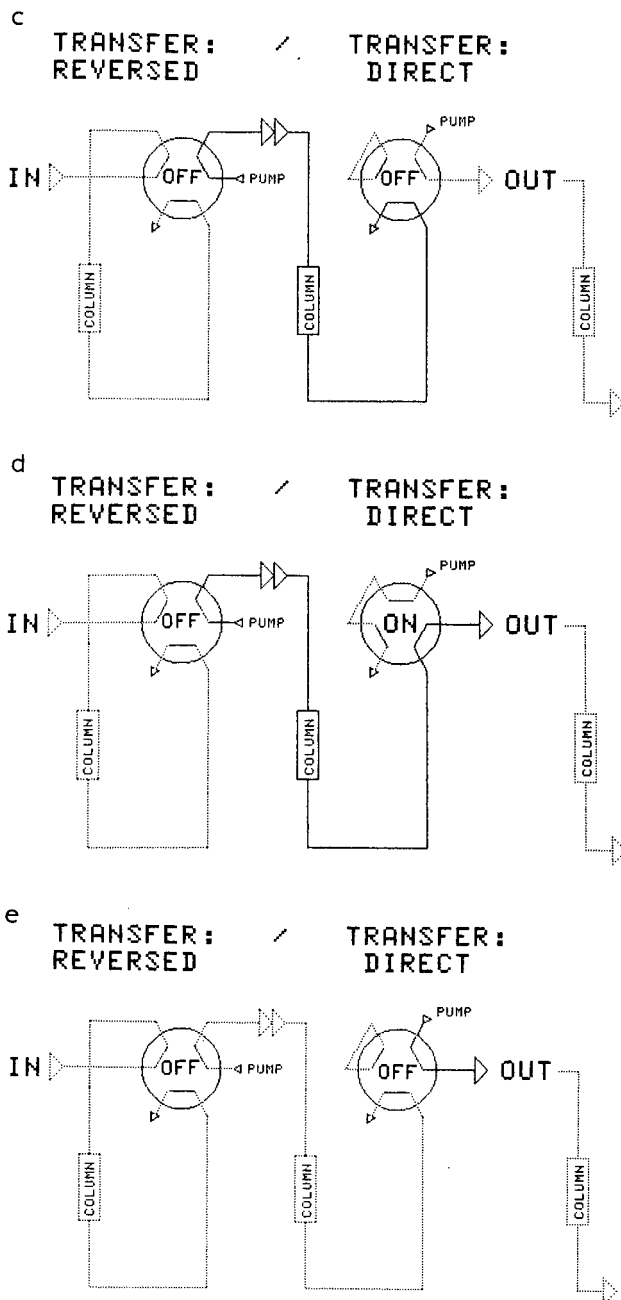 c
TRANSFER: / TRANSFER:
REVERSED DIRECT
PUMP
IN OFF PUMP OFF OUT
COLUMN COLUMN COLUMN
d
TRANSFER: / TRANSFER:
REVERSED DIRECT
PUMP
IN OFF PUMP ON OUT
COLUMN COLUMN COLUMN
e
TRANSFER: / TRANSFER:
REVERSED DIRECT
PUMP
IN OFF PUMP OFF OUT
COLUMN COLUMN COLUMN